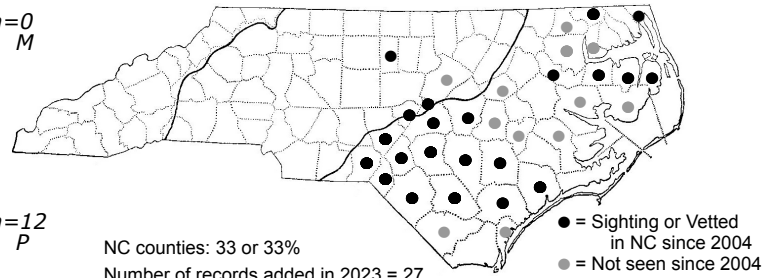 n=0
M
n=12
P
NC counties: 33 or 33%
Number of records added in 2023 = 27
● = Sighting or Vetted
in NC since 2004
● = Not seen since 2004